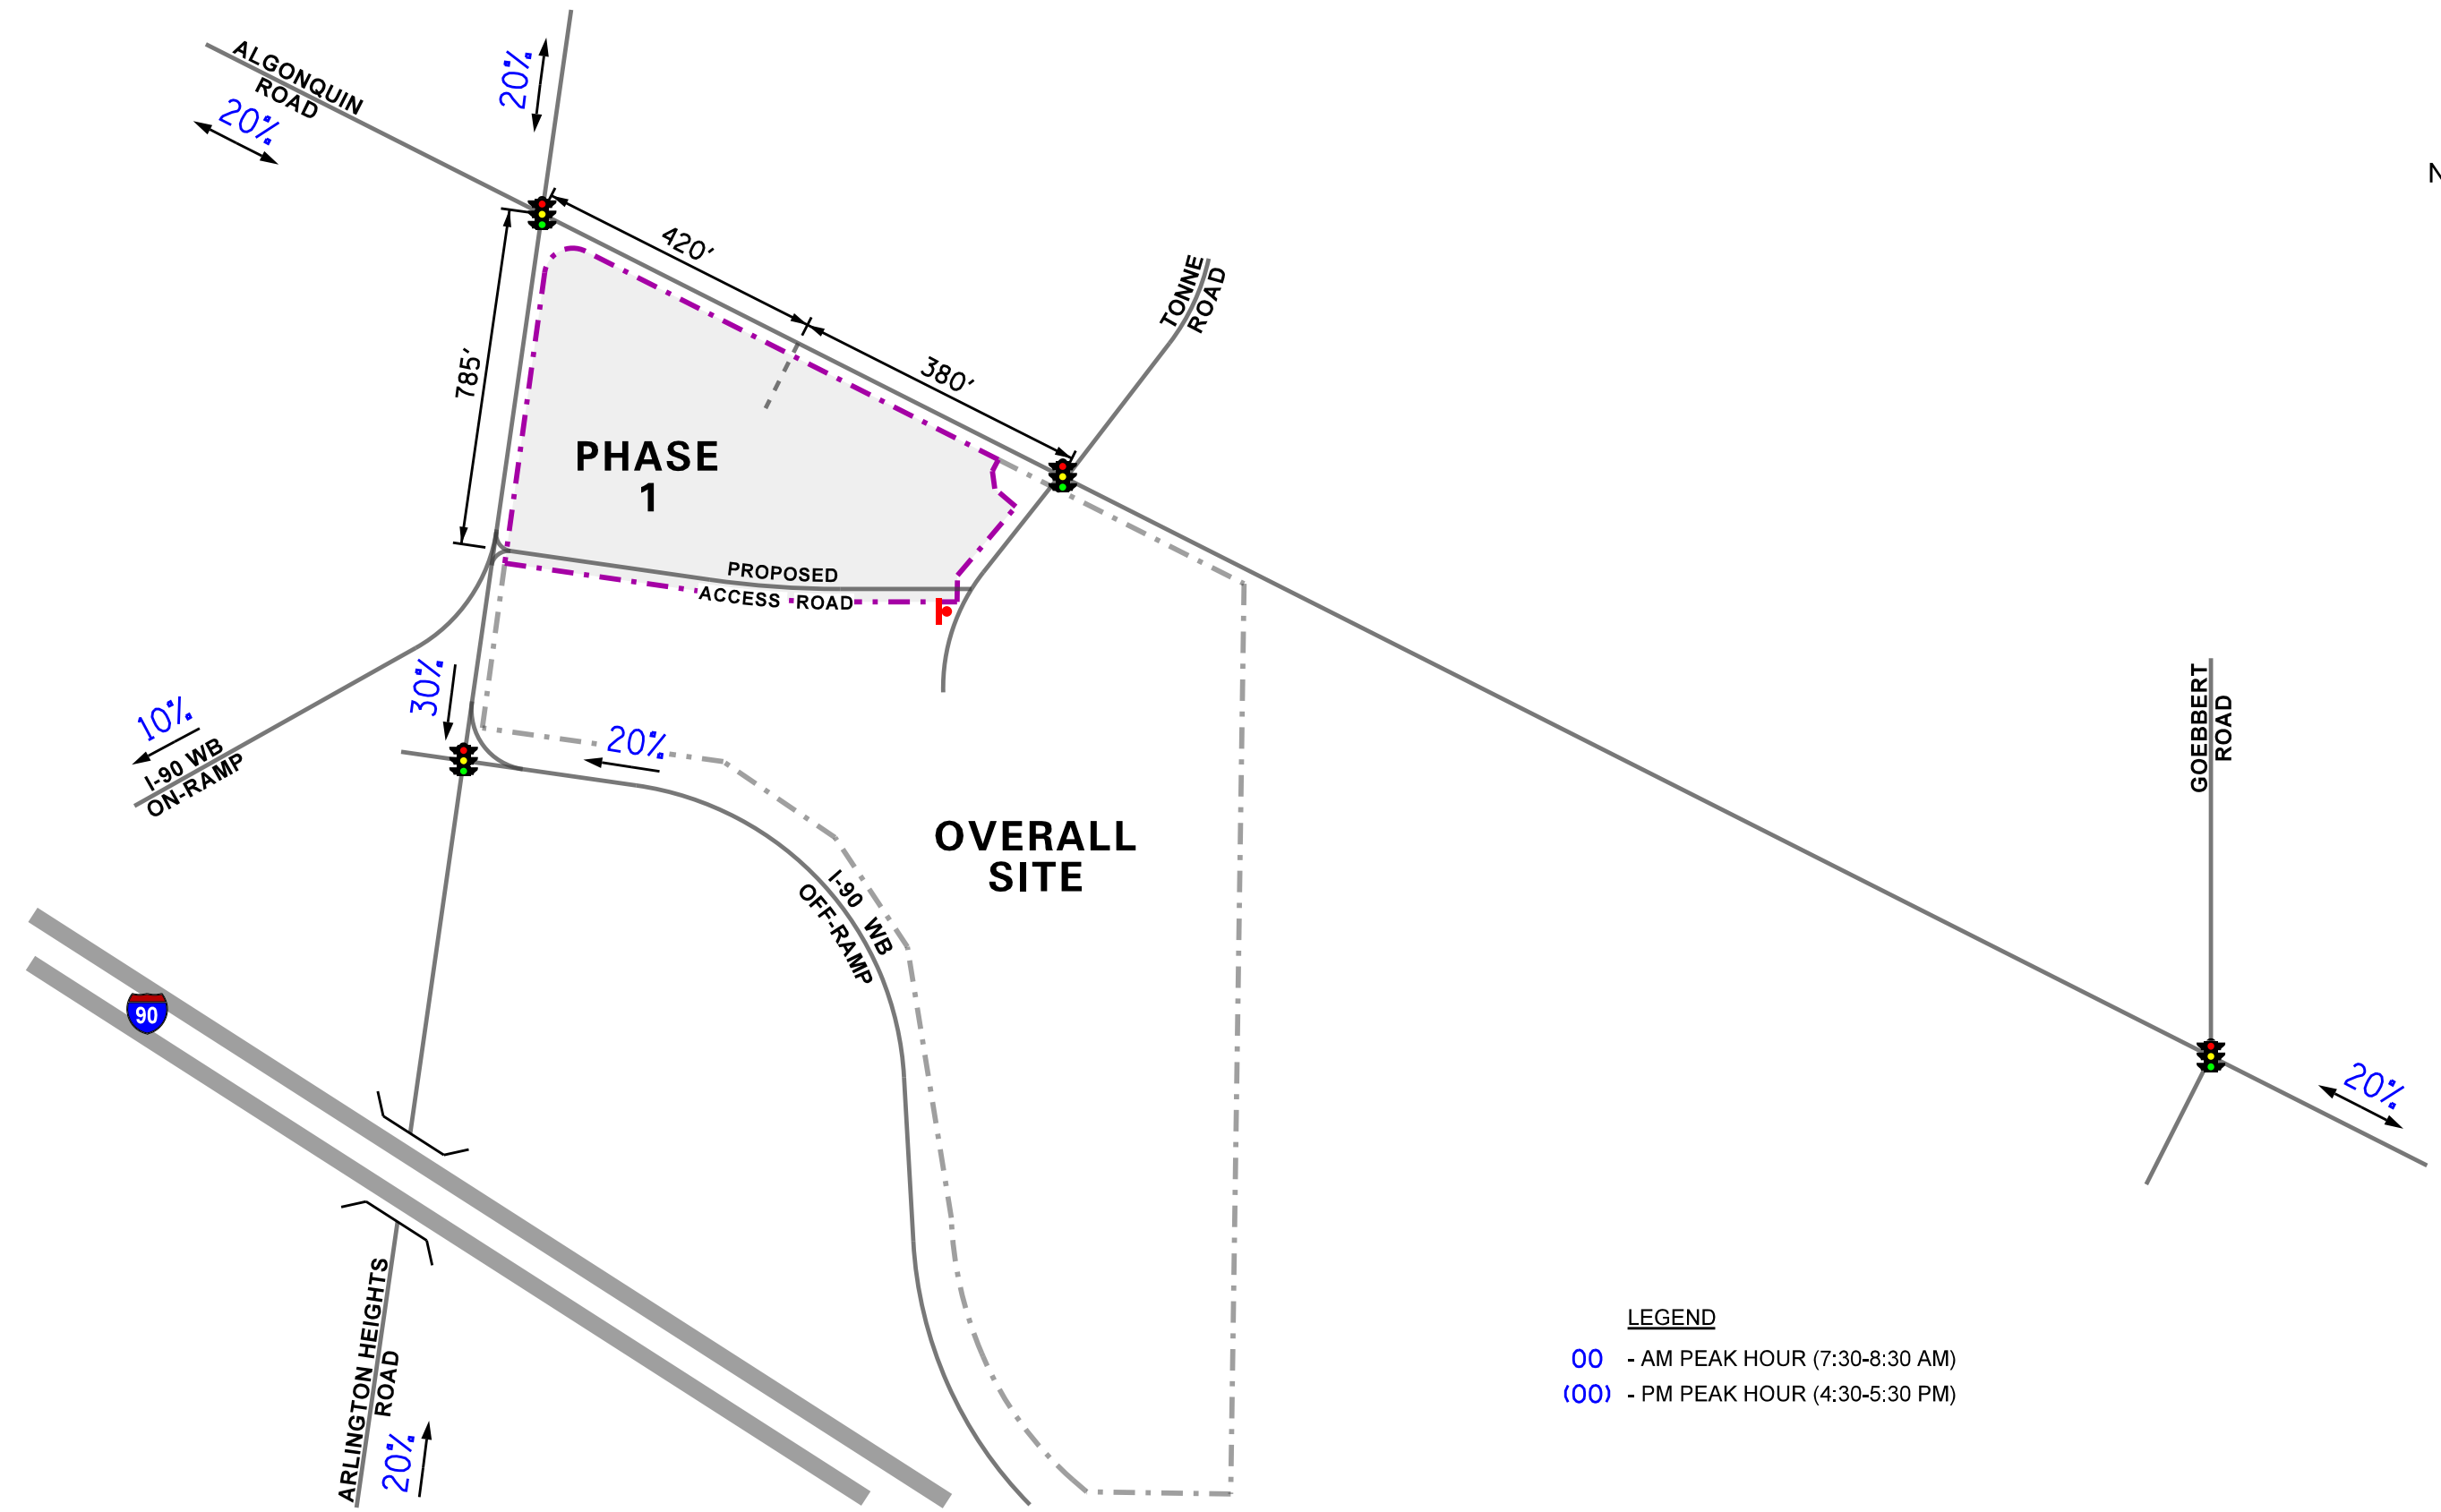 ALGONQUIN
ROAD
20%
20%
N
420'
380'
785'
TONNE
ROAD
PHASE
1
PROPOSED
ACCESS ROAD
30%
10%
I-90 WB
ON-RAMP
20%
GOEBBERT
ROAD
OVERALL
SITE
I-90 WB
OFF-RAMP
90
20%
ARLINGTON HEIGHTS
ROAD
20%
LEGEND
00 - AM PEAK HOUR (7:30-8:30 AM)
(00) - PM PEAK HOUR (4:30-5:30 PM)